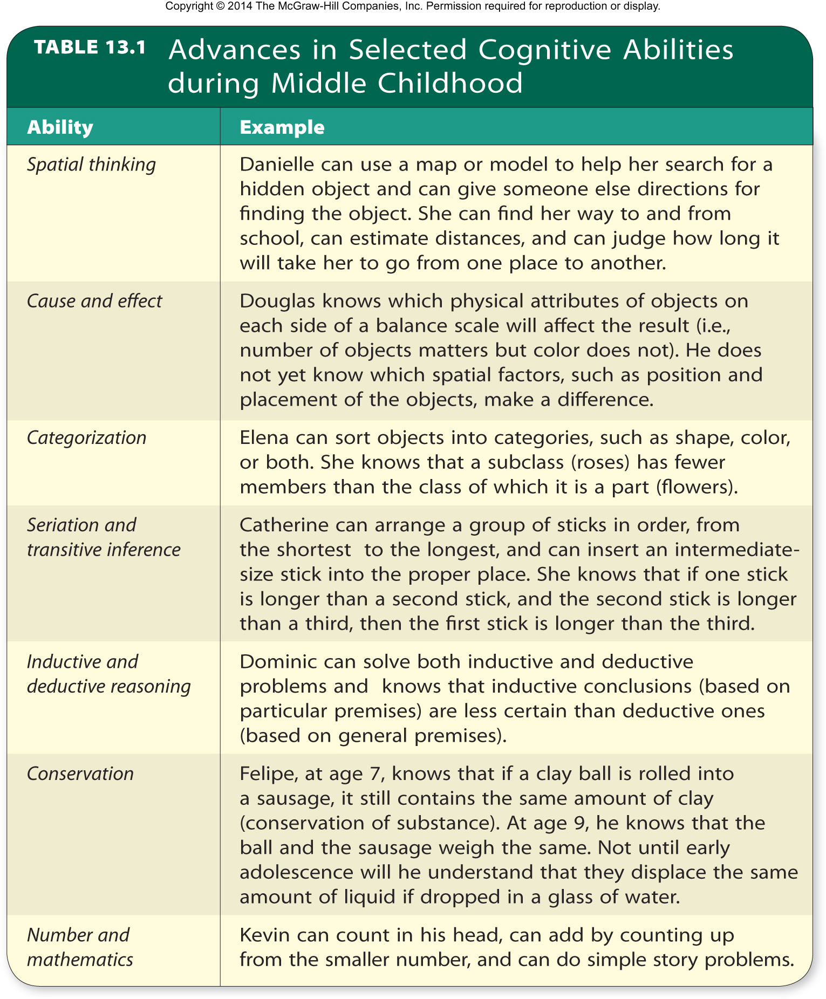 Copyright © 2014 The McGraw-Hill Companies, Inc. Permission required for reproduction or display.
TABLE 13.1 Advances in Selected Cognitive Abilities
during Middle Childhood
Ability Example
Spatial thinking Danielle can use a map or model to help her search for a
hidden object and can give someone else directions for
finding the object. She can find her way to and from
school, can estimate distances, and can judge how long it
will take her to go from one place to another.
Cause and effect Douglas knows which physical attributes of objects on
each side of a balance scale will affect the result (i.e.,
number of objects matters but color does not). He does
not yet know which spatial factors, such as position and
placement of the objects, make a difference.
Categorization Elena can sort objects into categories, such as shape, color,
or both. She knows that a subclass (roses) has fewer
members than the class of which it is a part (flowers).
Seriation and Catherine can arrange a group of sticks in order, from
transitive inference the shortest to the longest, and can insert an intermediate-
size stick into the proper place. She knows that if one stick
is longer than a second stick, and the second stick is longer
than a third, then the first stick is longer than the third.
Inductive and Dominic can solve both inductive and deductive
deductive reasoning problems and knows that inductive conclusions (based on
particular premises) are less certain than deductive ones
(based on general premises).
Conservation Felipe, at age 7, knows that if a clay ball is rolled into
a sausage, it still contains the same amount of clay
(conservation of substance). At age 9, he knows that the
ball and the sausage weigh the same. Not until early
adolescence will he understand that they displace the same
amount of liquid if dropped in a glass of water.
Number and Kevin can count in his head, can add by counting up
mathematics from the smaller number, and can do simple story problems.